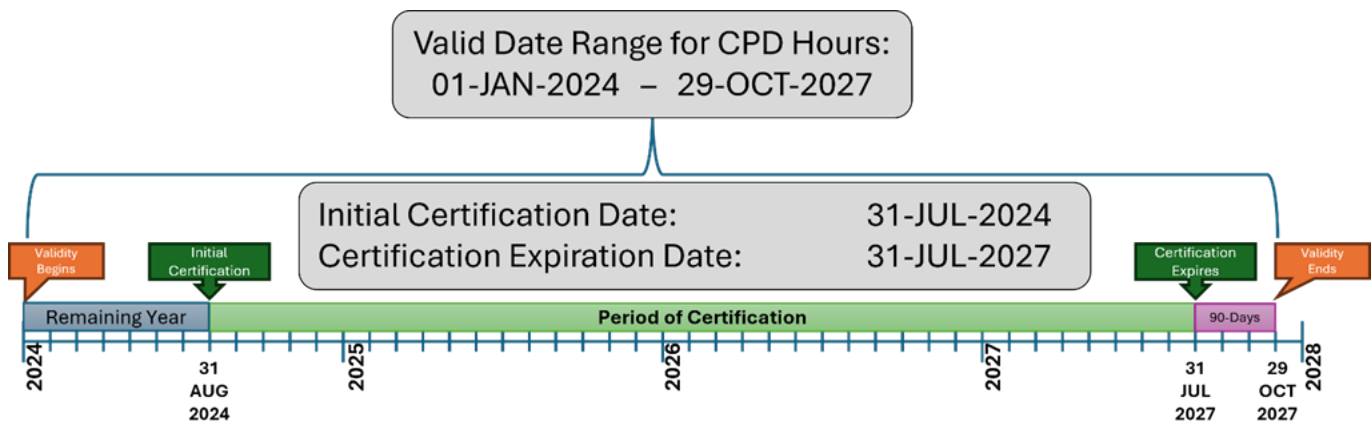 Valid Date Range for CPD Hours:
01-JAN-2024 – 29-OCT-2027
Initial Certification Date: 31-JUL-2024
Certification Expiration Date: 31-JUL-2027
Validity
Begins
Initial
Certification
Certification
Expires
Validity
Ends
Remaining Year
Period of Certification
90-Days
2024
31
AUG
2024
2025
2026
2027
31
JUL
2027
29
OCT
2027
2028